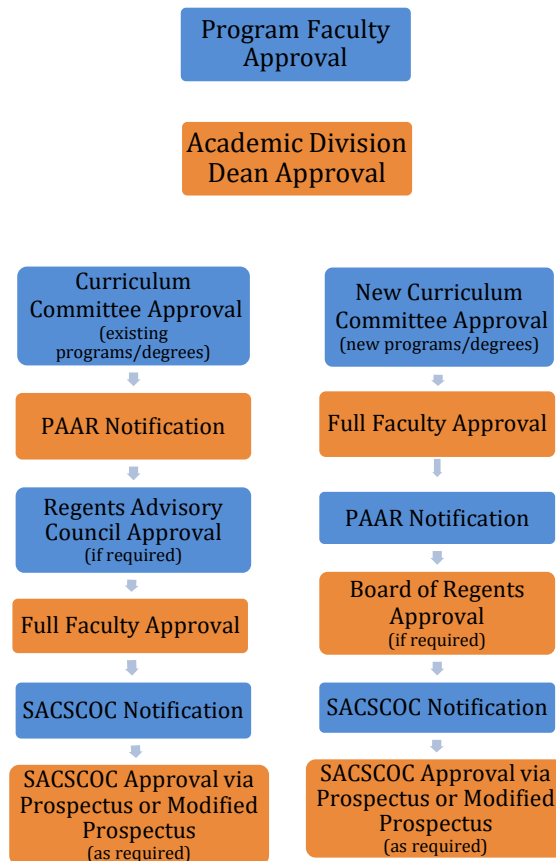 Program Faculty
Approval
Academic Division
Dean Approval
Curriculum
Committee Approval
(existing
programs/degrees)
PAAR Notification
Regents Advisory
Council Approval
(if required)
Full Faculty Approval
SACSCOC Notification
SACSCOC Approval via
Prospectus or Modified
Prospectus
(as required)
New Curriculum
Committee Approval
(new programs/degrees)
Full Faculty Approval
PAAR Notification
Board of Regents
Approval
(if required)
SACSCOC Notification
SACSCOC Approval via
Prospectus or Modified
Prospectus
(as required)